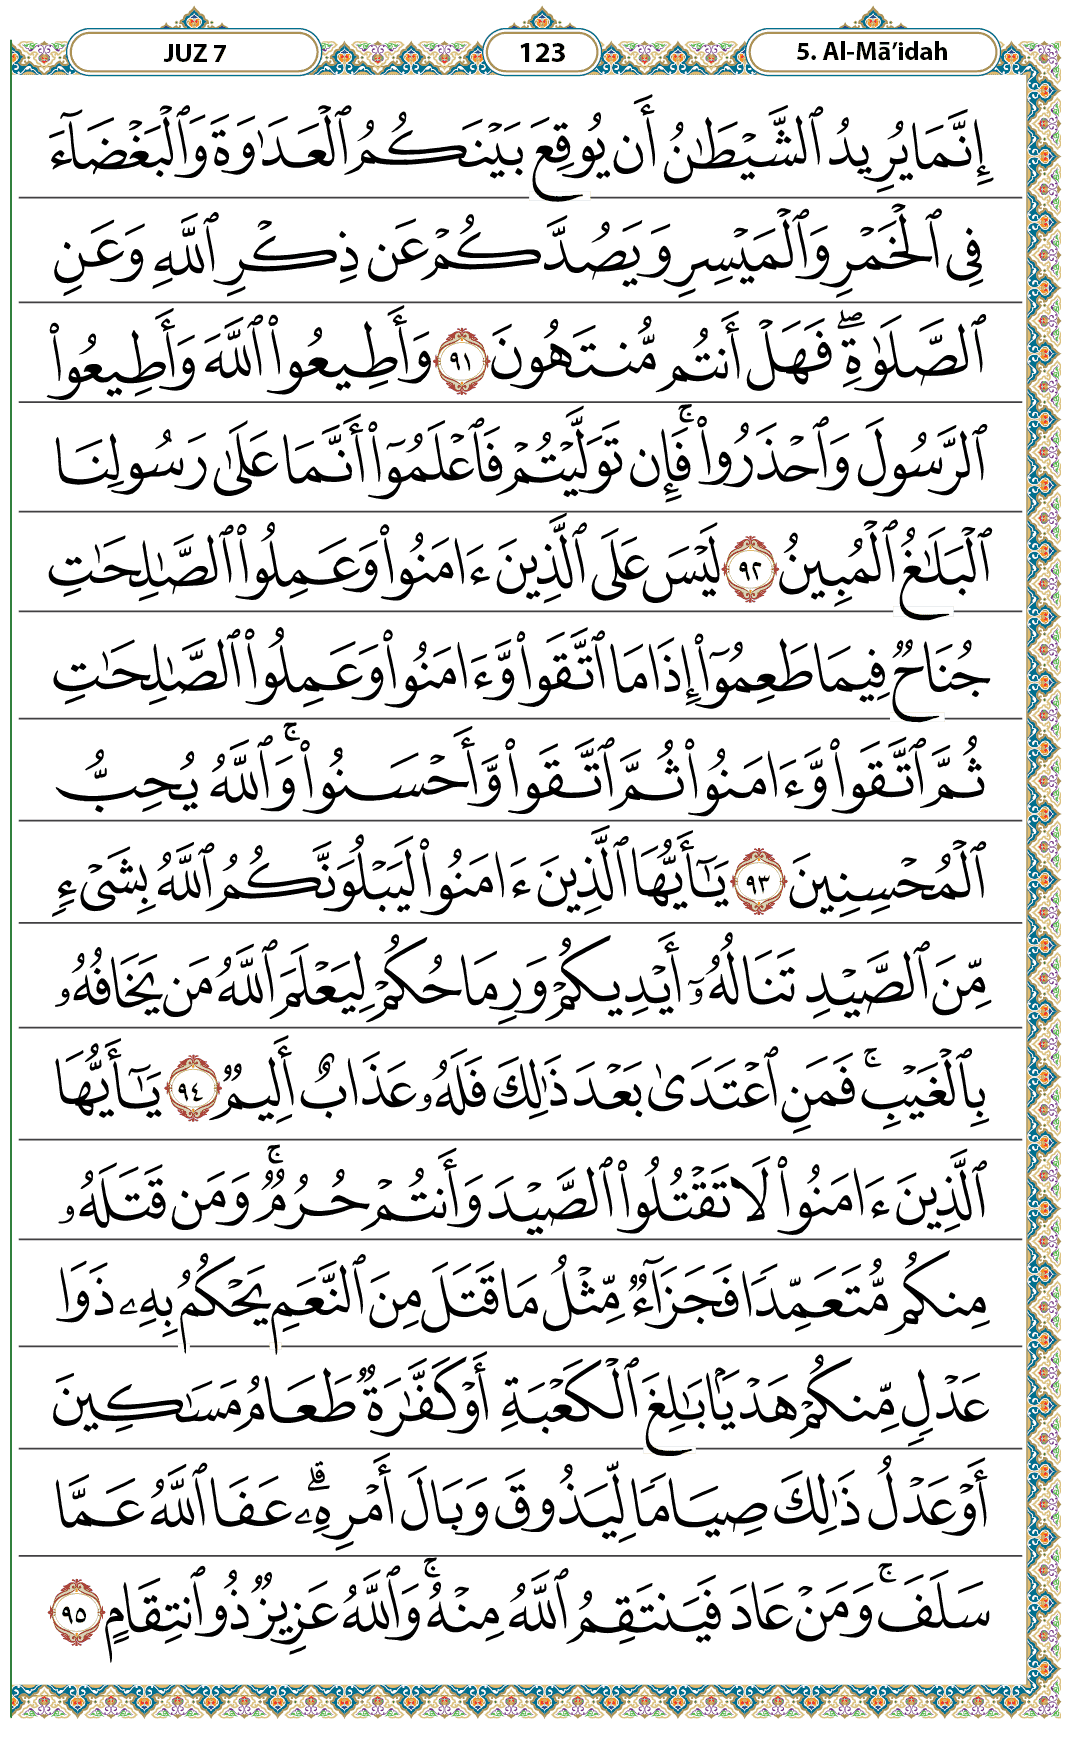 JUZ 7
123
5. Al-Mā’idah
إِنَّمَا يُرِيدُ ٱلشَّيْطَٰنُ أَن يُوقِعَ بَيْنَكُمُ ٱلْعَدَٰوَةَ وَٱلْبَغْضَآءَ
فِى ٱلْخَمْرِ وَٱلْمَيْسِرِ وَيَصُدَّكُمْ عَن ذِكْرِ ٱللَّهِ وَعَنِ
ٱلصَّلَوٰةِ ۖ فَهَلْ أَنتُم مُّنتَهُونَ ٩١ وَأَطِيعُوا۟ ٱللَّهَ وَأَطِيعُوا۟
ٱلرَّسُولَ وَٱحْذَرُوا۟ ۚ فَإِن تَوَلَّيْتُمْ فَٱعْلَمُوٓا۟ أَنَّمَا عَلَىٰ رَسُولِنَا
ٱلْبَلَٰغُ ٱلْمُبِينُ ٩٢ لَيْسَ عَلَى ٱلَّذِينَ ءَامَنُوا۟ وَعَمِلُوا۟ ٱلصَّٰلِحَٰتِ
جُنَاحٌ فِيمَا طَعِمُوٓا۟ إِذَا مَا ٱتَّقَوا۟ وَّءَامَنُوا۟ وَعَمِلُوا۟ ٱلصَّٰلِحَٰتِ
ثُمَّ ٱتَّقَوا۟ وَّءَامَنُوا۟ ثُمَّ ٱتَّقَوا۟ وَّأَحْسَنُوا۟ ۚ وَٱللَّهُ يُحِبُّ
ٱلْمُحْسِنِينَ ٩٣ يَٰٓأَيُّهَا ٱلَّذِينَ ءَامَنُوا۟ لَيَبْلُوَنَّكُمُ ٱللَّهُ بِشَىْءٍ
مِّنَ ٱلصَّيْدِ تَنَالُهُۥٓ أَيْدِيكُمْ وَرِمَاحُكُمْ لِيَعْلَمَ ٱللَّهُ مَن يَخَافُهُۥ
بِٱلْغَيْبِ ۚ فَمَنِ ٱعْتَدَىٰ بَعْدَ ذَٰلِكَ فَلَهُۥ عَذَابٌ أَلِيمٌ ٩٤ يَٰٓأَيُّهَا
ٱلَّذِينَ ءَامَنُوا۟ لَا تَقْتُلُوا۟ ٱلصَّيْدَ وَأَنتُمْ حُرُمٌ ۚ وَمَن قَتَلَهُۥ
مِنكُم مُّتَعَمِّدًا فَجَزَآءٌ مِّثْلُ مَا قَتَلَ مِنَ ٱلنَّعَمِ يَحْكُمُ بِهِۦ ذَوَا
عَدْلٍ مِّنكُمْ هَدْيًۢا بَٰلِغَ ٱلْكَعْبَةِ أَوْ كَفَّٰرَةٌ طَعَامُ مَسَٰكِينَ
أَوْ عَدْلُ ذَٰلِكَ صِيَامًا لِّيَذُوقَ وَبَالَ أَمْرِهِۦ ۗ عَفَا ٱللَّهُ عَمَّا
سَلَفَ ۚ وَمَنْ عَادَ فَيَنتَقِمُ ٱللَّهُ مِنْهُ ۚ وَٱللَّهُ عَزِيزٌ ذُو ٱنتِقَامٍ ٩٥